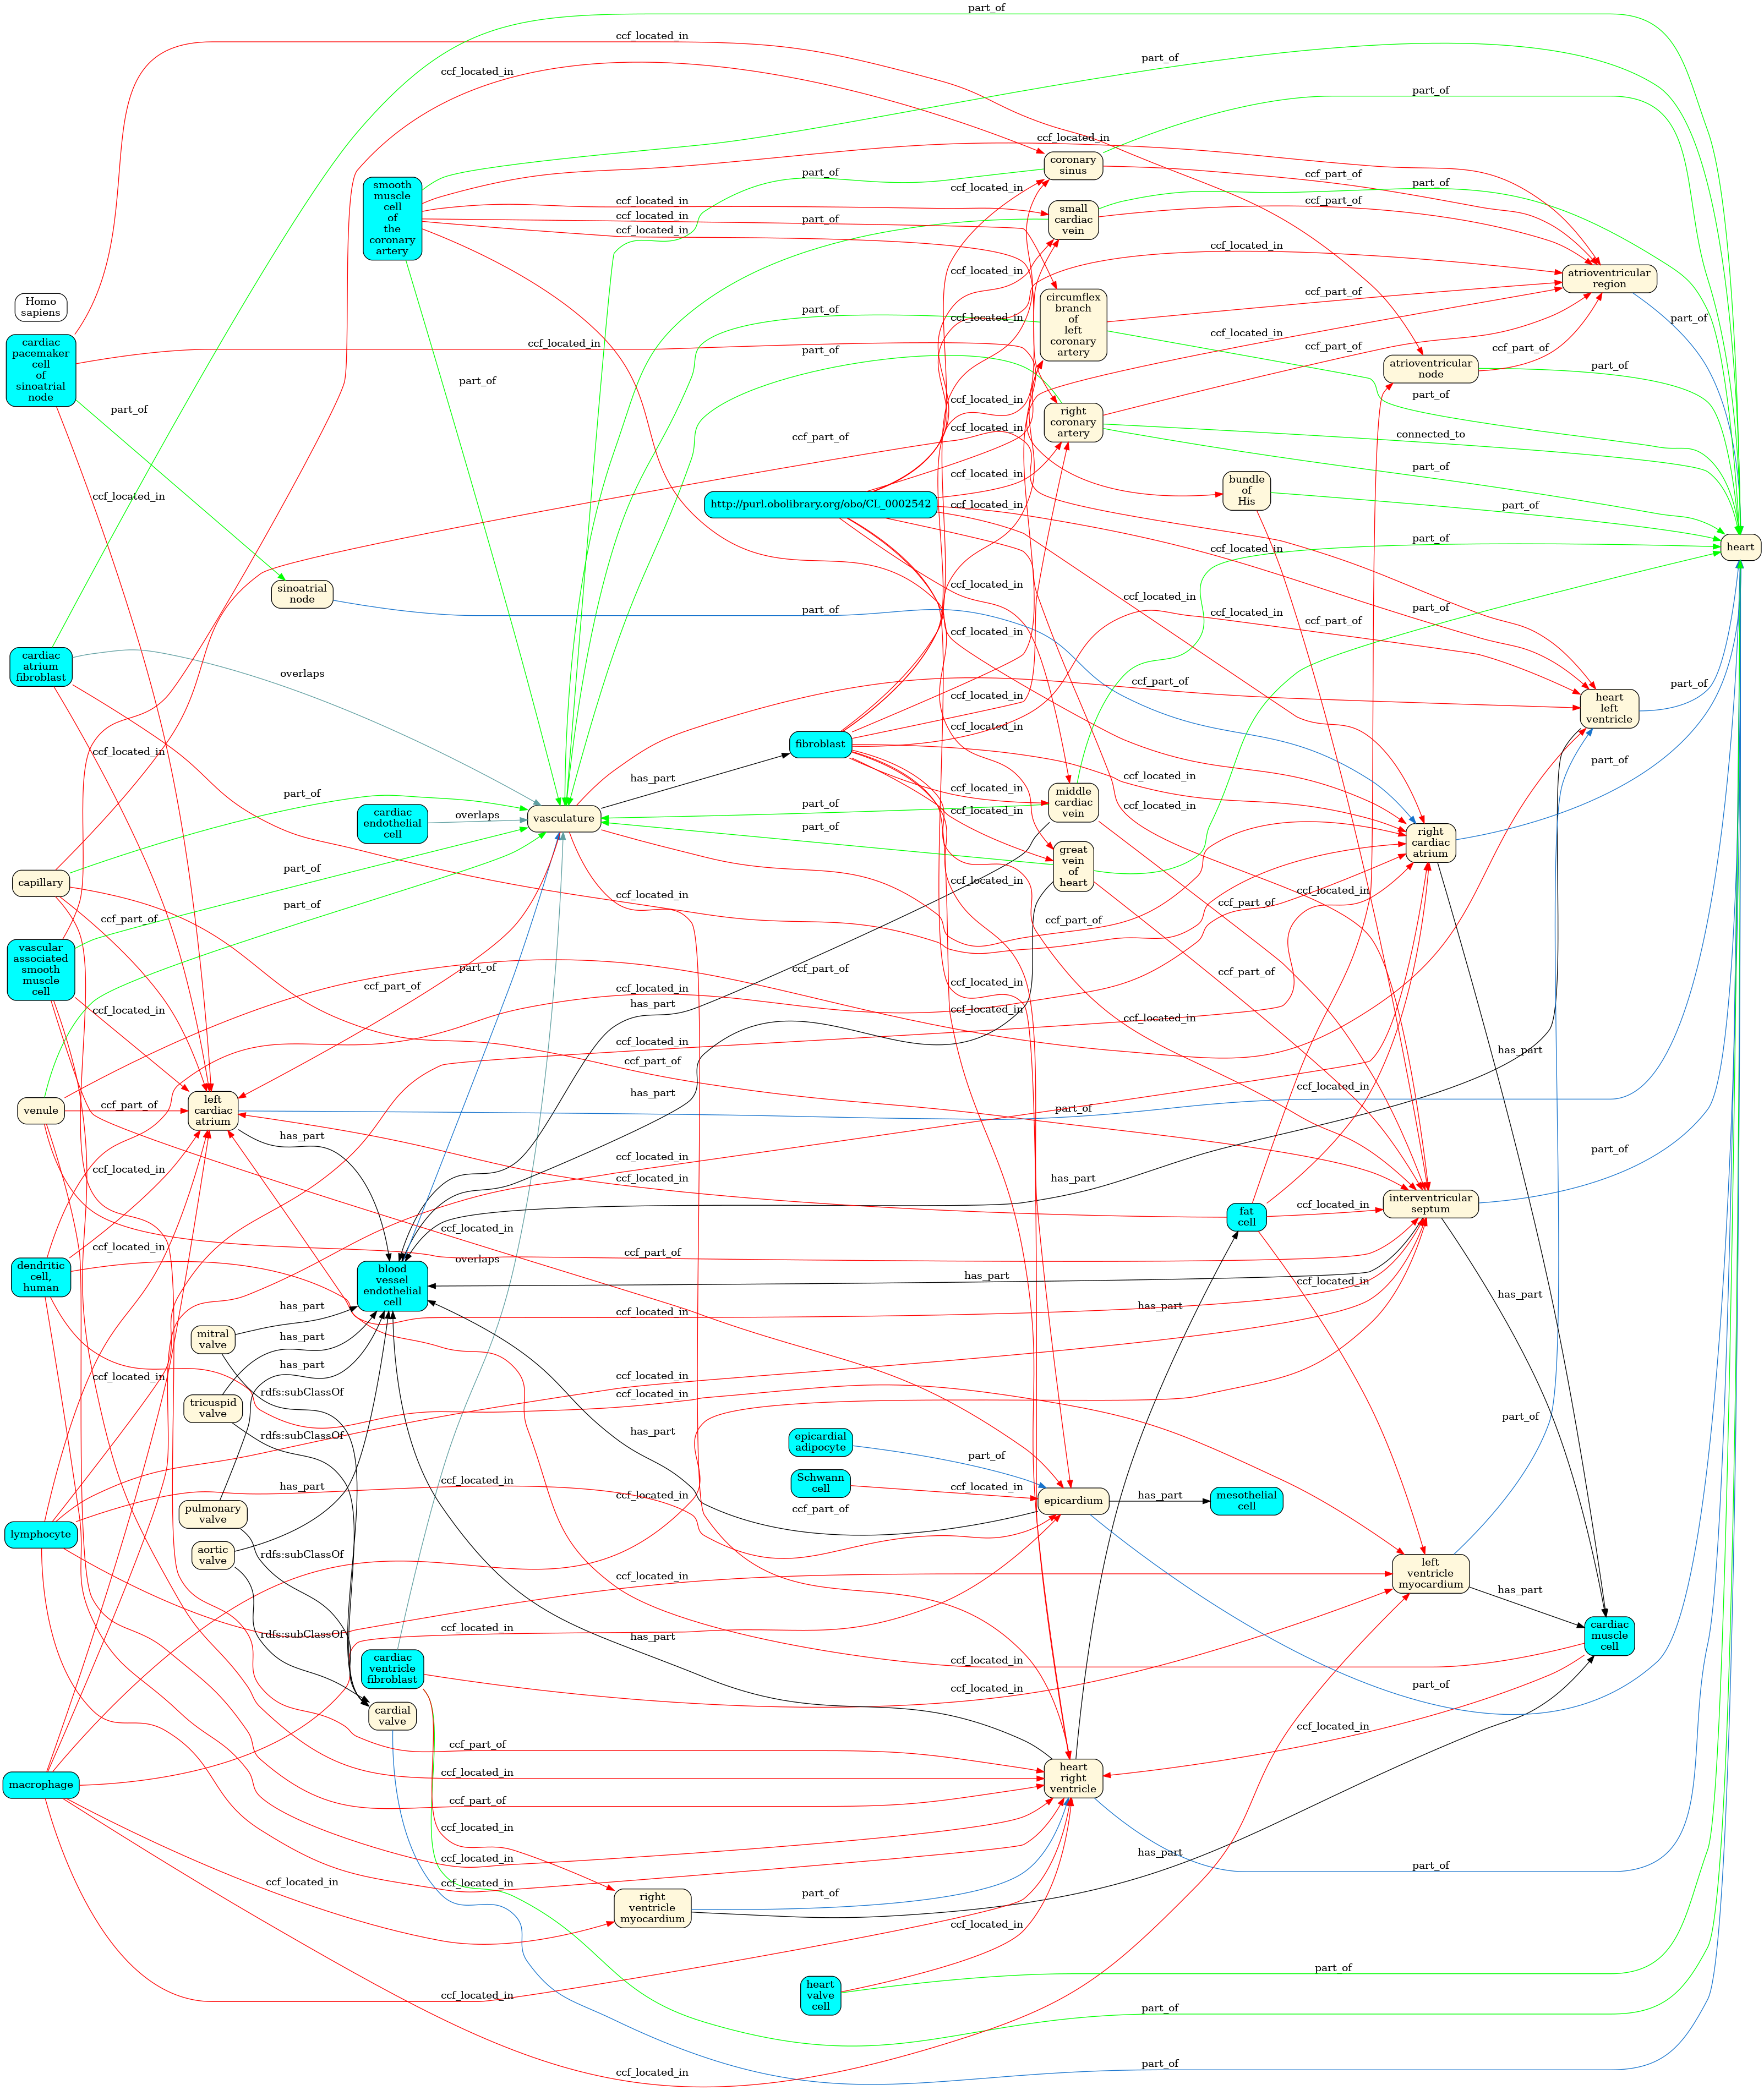 part_of
ccf_located_in
part_of
ccf_located_in
part_of
ccf_located_in
coronary
sinus
part_of
ccf_part_of
part_of
smooth
muscle
cell
of
the
coronary
artery
ccf_located_in
ccf_located_in
ccf_located_in
ccf_located_in
part_of
small
cardiac
vein
ccf_part_of
ccf_located_in
atrioventricular
region
Homo
sapiens
ccf_located_in
part_of
ccf_located_in
circumflex
branch
of
left
coronary
artery
ccf_part_of
part_of
cardiac
pacemaker
cell
of
sinoatrial
node
ccf_located_in
part_of
ccf_located_in
ccf_part_of
ccf_part_of
atrioventricular
node
part_of
part_of
part_of
part_of
ccf_located_in
right
coronary
artery
connected_to
ccf_part_of
ccf_located_in
part_of
ccf_located_in
ccf_located_in
http://purl.obolibrary.org/obo/CL_0002542
ccf_located_in
bundle
of
His
part_of
part_of
heart
ccf_located_in
sinoatrial
node
part_of
ccf_located_in
ccf_located_in
ccf_located_in
ccf_located_in
ccf_part_of
part_of
cardiac
atrium
fibroblast
overlaps
ccf_part_of
part_of
heart
left
ventricle
ccf_located_in
ccf_located_in
fibroblast
ccf_located_in
has_part
ccf_located_in
part_of
cardiac
endothelial
cell
part_of
overlaps
vasculature
part_of
ccf_located_in
middle
cardiac
vein
right
cardiac
atrium
part_of
ccf_located_in
ccf_located_in
great
vein
of
heart
capillary
part_of
part_of
ccf_part_of
ccf_located_in
ccf_located_in
ccf_located_in
ccf_part_of
ccf_part_of
vascular
associated
smooth
muscle
cell
part_of
ccf_part_of
ccf_part_of
ccf_located_in
ccf_part_of
has_part
ccf_located_in
ccf_located_in
ccf_located_in
ccf_located_in
ccf_located_in
has_part
venule
ccf_part_of
left
cardiac
atrium
ccf_part_of
has_part
ccf_located_in
part_of
has_part
ccf_located_in
ccf_located_in
ccf_located_in
ccf_located_in
has_part
fat
cell
ccf_located_in
interventricular
septum
part_of
dendritic
cell,
human
ccf_located_in
ccf_located_in
overlaps
ccf_part_of
blood
vessel
endothelial
cell
has_part
ccf_located_in
has_part
mitral
valve
has_part
has_part
has_part
ccf_located_in
has_part
ccf_located_in
rdfs:subClassOf
ccf_located_in
ccf_located_in
tricuspid
valve
rdfs:subClassOf
has_part
epicardial
adipocyte
part_of
part_of
has_part
ccf_located_in
Schwann
cell
ccf_located_in
epicardium
has_part
mesothelial
cell
lymphocyte
pulmonary
valve
ccf_located_in
ccf_part_of
aortic
valve
rdfs:subClassOf
ccf_located_in
left
ventricle
myocardium
has_part
rdfs:subClassOf
ccf_located_in
has_part
cardiac
muscle
cell
cardiac
ventricle
fibroblast
ccf_located_in
ccf_located_in
part_of
cardial
valve
ccf_part_of
ccf_located_in
macrophage
heart
right
ventricle
ccf_part_of
ccf_located_in
ccf_located_in
ccf_located_in
ccf_located_in
right
ventricle
myocardium
part_of
has_part
part_of
ccf_located_in
heart
valve
cell
part_of
ccf_located_in
part_of
part_of
ccf_located_in